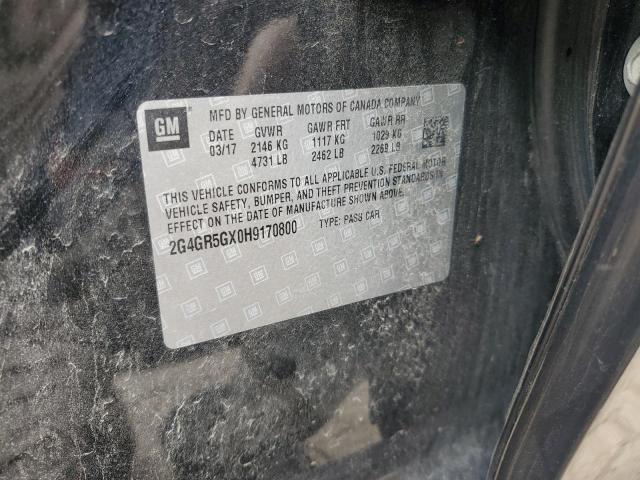 GM
MFD BY GENERAL MOTORS OF CANADA COMPANY
DATE GVWR GAWR FRT GAWR RR
03/17 2146 KG 1117 KG 1029 KG
4731 LB 2462 LB 2269 LB
THIS VEHICLE CONFORMS TO ALL APPLICABLE U.S. FEDERAL MOTOR
VEHICLE SAFETY, BUMPER, AND THEFT PREVENTION STANDARDS IN
EFFECT ON THE DATE OF MANUFACTURE SHOWN ABOVE.
2G4GR5GX0H9170800 TYPE: PASS CAR